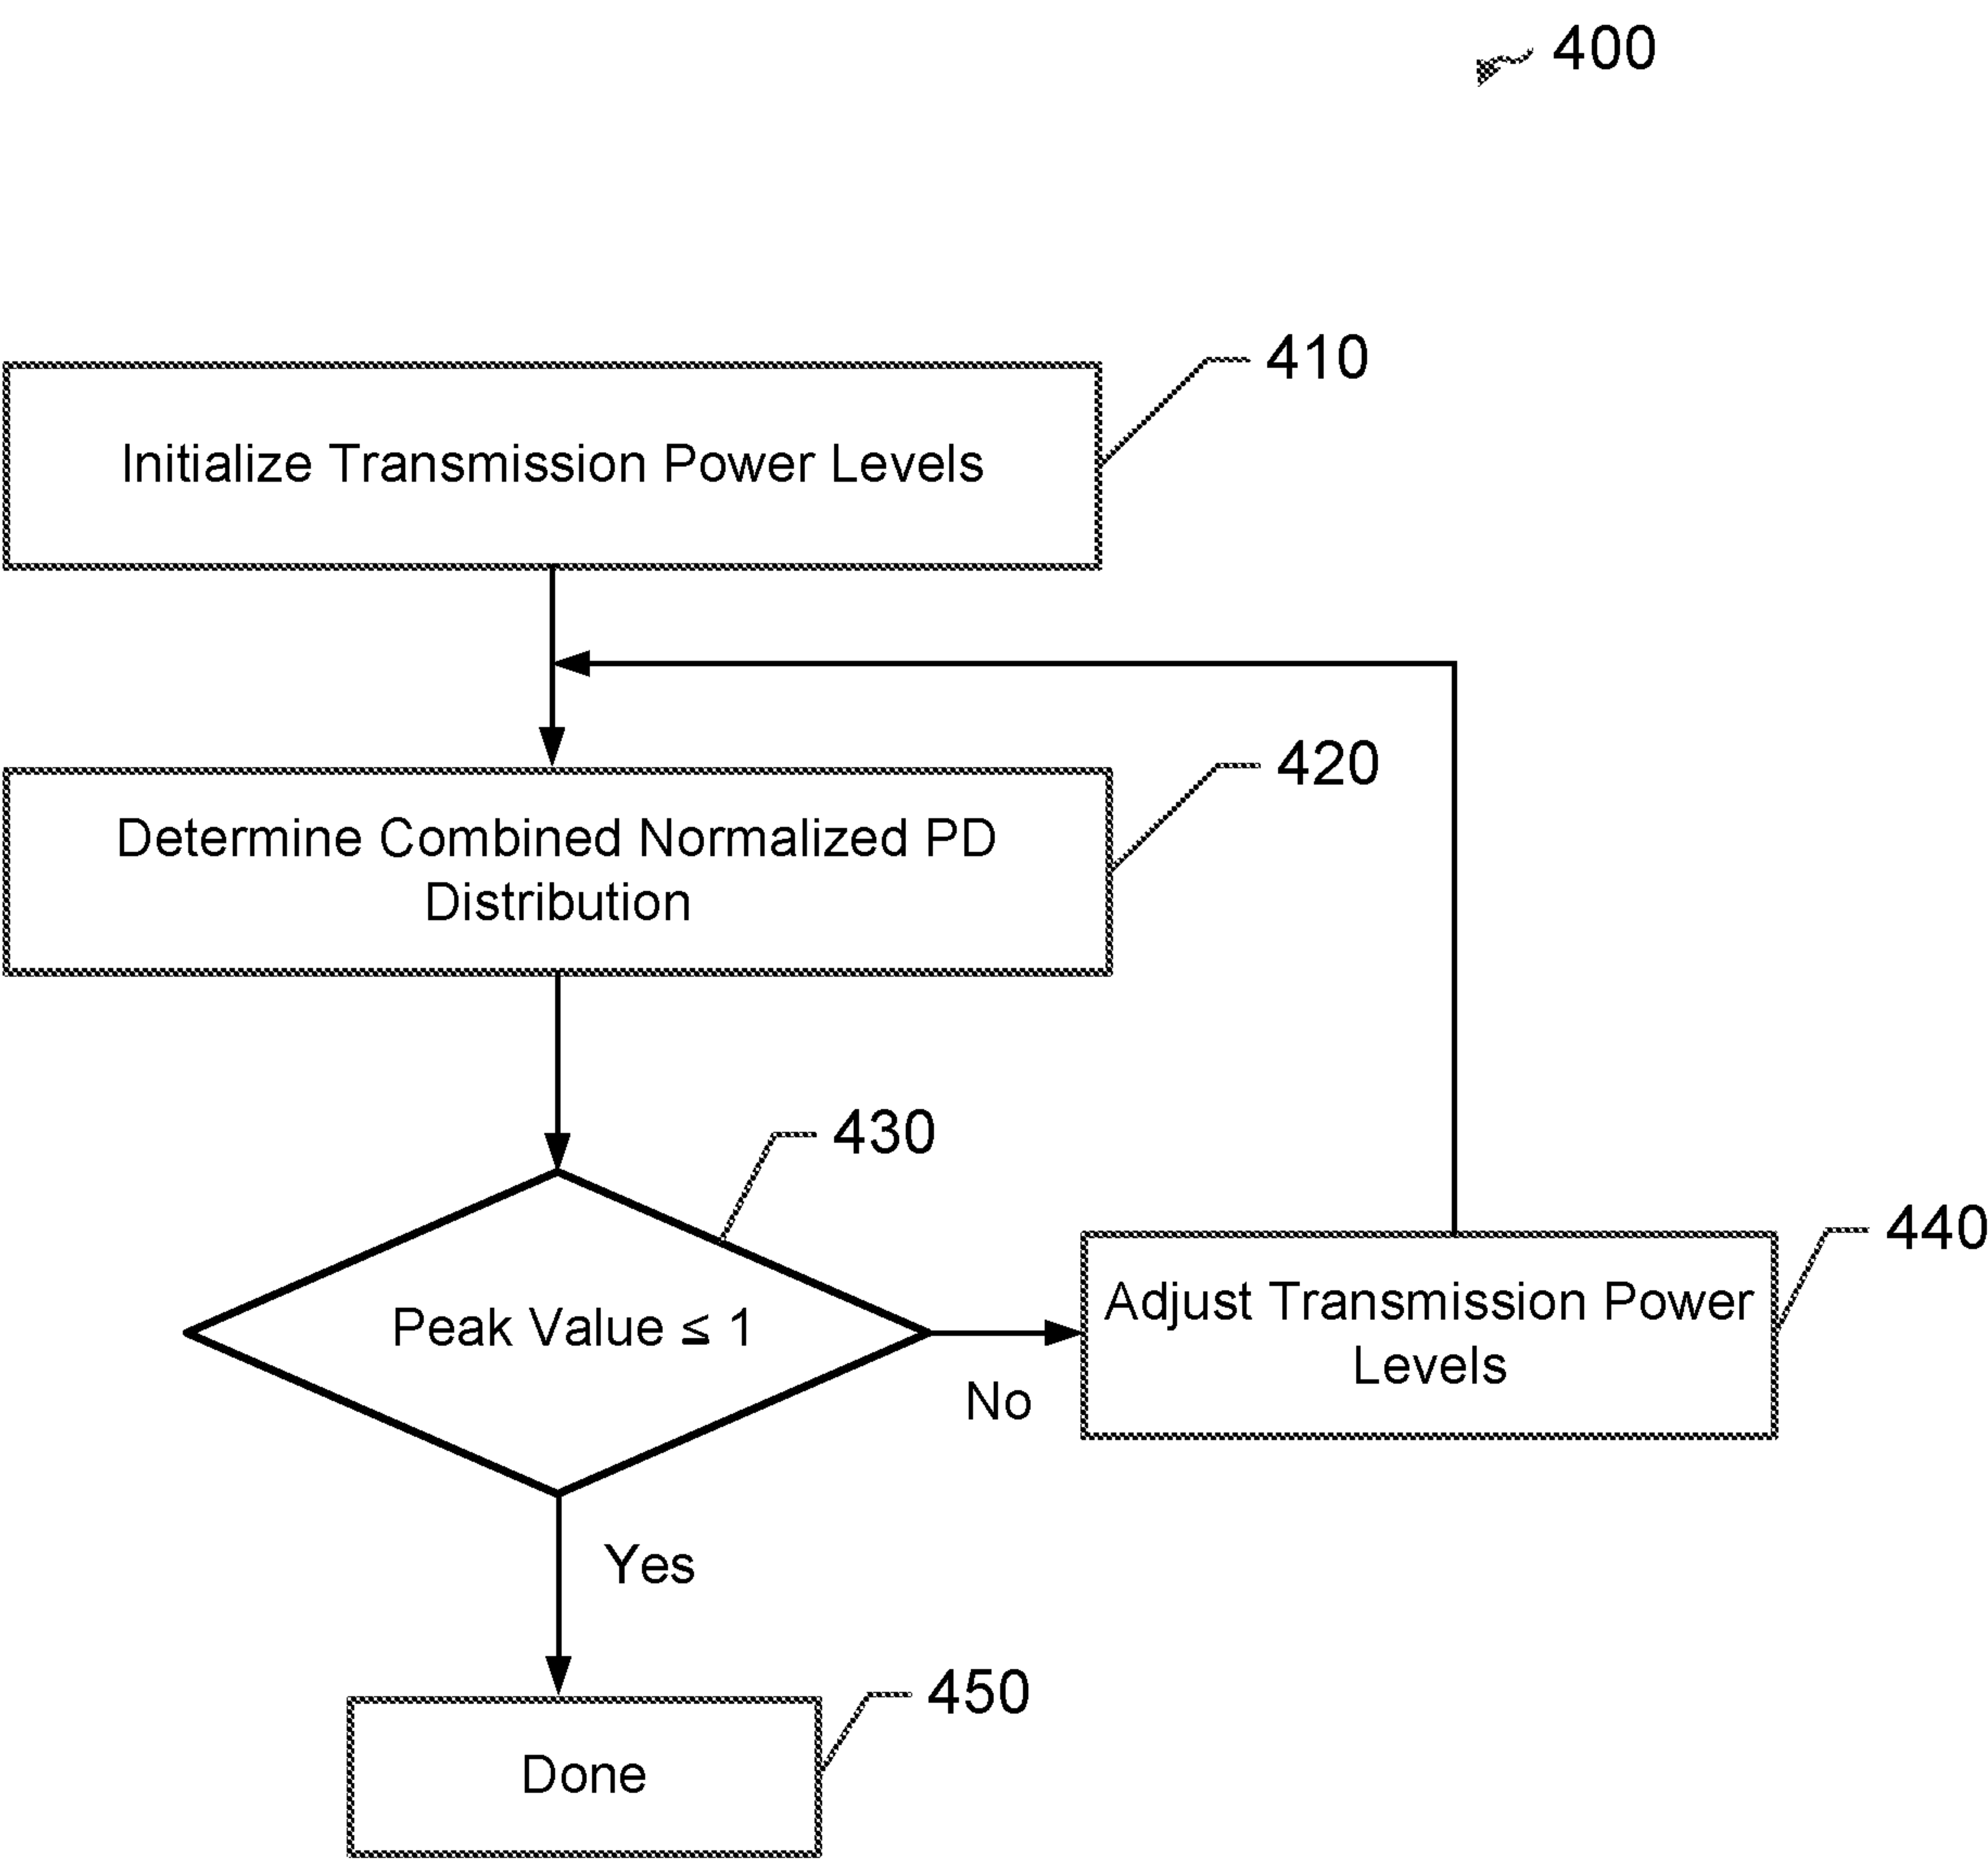 400
410
Initialize Transmission Power Levels
420
Determine Combined Normalized PD
Distribution
430
Peak Value ≤ 1
No
440
Adjust Transmission Power
Levels
Yes
450
Done